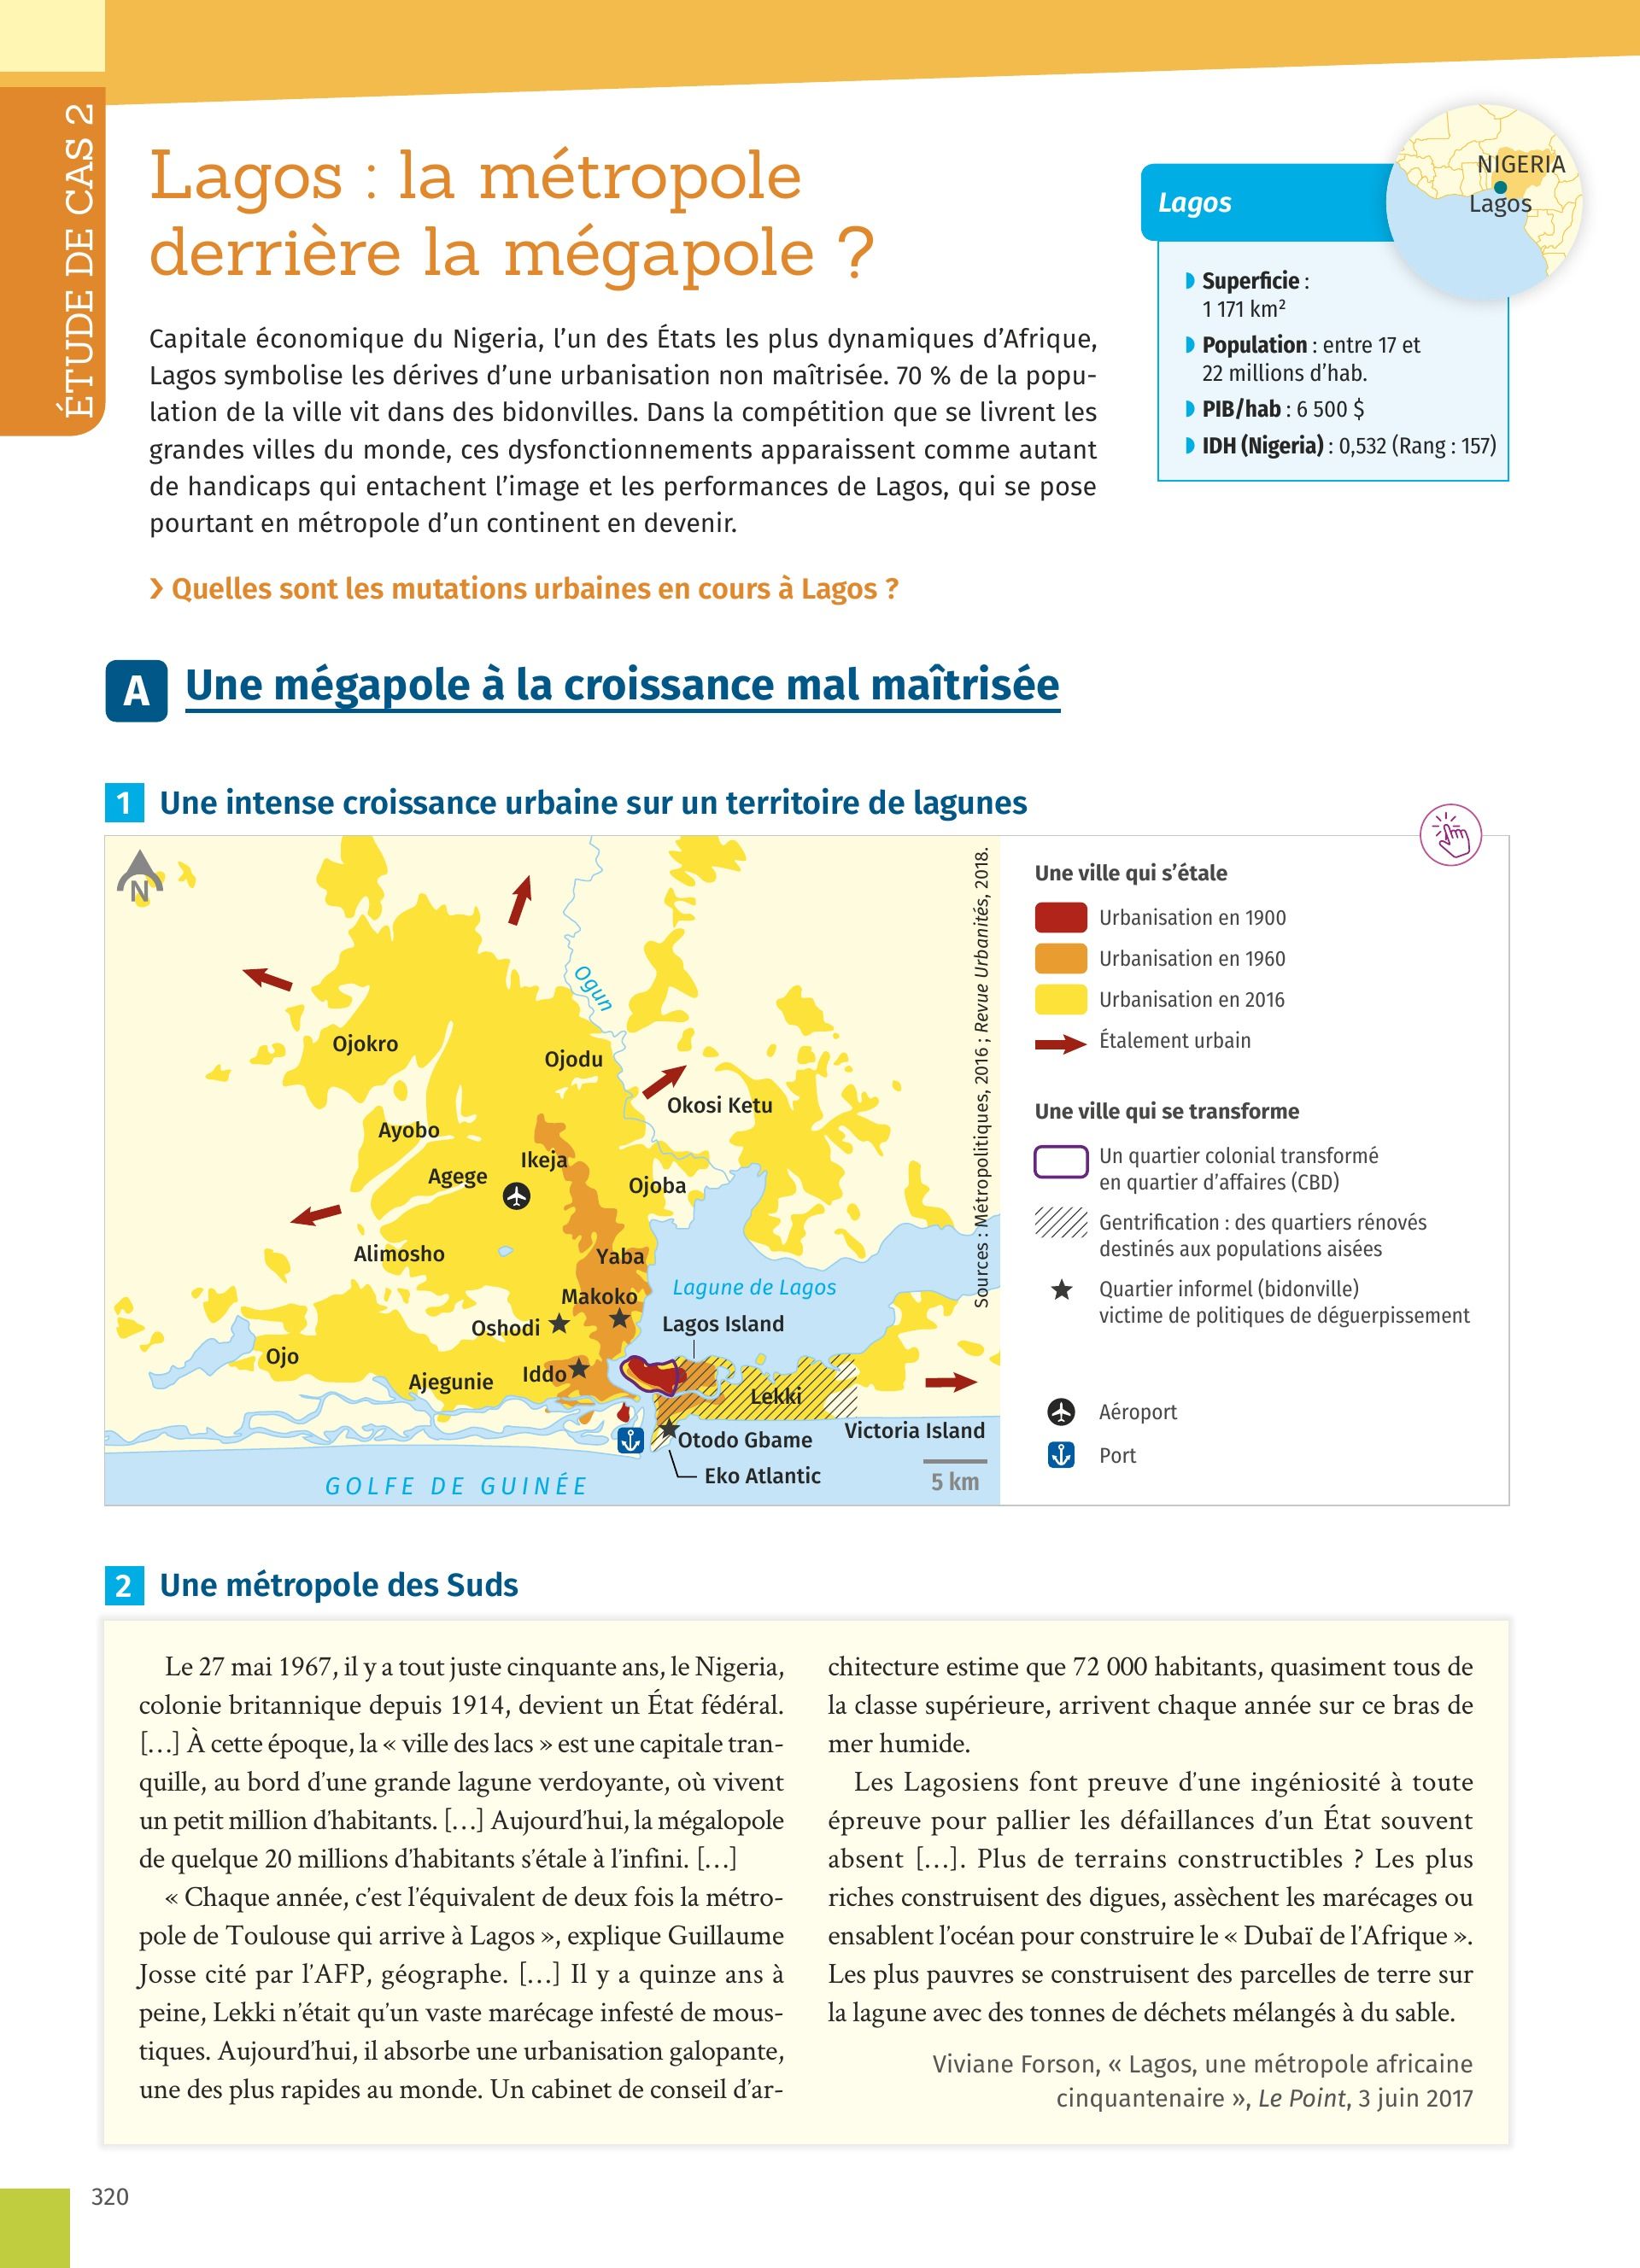 ÉTUDE DE CAS 2
Lagos : la métropole
derrière la mégapole ?
Capitale économique du Nigeria, l’un des États les plus dynamiques d’Afrique,
Lagos symbolise les dérives d’une urbanisation non maîtrisée. 70 % de la popu-
lation de la ville vit dans des bidonvilles. Dans la compétition que se livrent les
grandes villes du monde, ces dysfonctionnements apparaissent comme autant
de handicaps qui entachent l’image et les performances de Lagos, qui se pose
pourtant en métropole d’un continent en devenir.
› Quelles sont les mutations urbaines en cours à Lagos ?
Lagos
NIGERIA
Lagos
Superficie :
1 171 km²
Population : entre 17 et
22 millions d’hab.
PIB/hab : 6 500 $
IDH (Nigeria) : 0,532 (Rang : 157)
A Une mégapole à la croissance mal maîtrisée
1 Une intense croissance urbaine sur un territoire de lagunes
N
Ogun
Ojokro
Ojodu
Okosi Ketu
Ayobo
Ikeja
Agege
Ojoba
Alimosho
Yaba
Lagune de Lagos
Makoko
Oshodi
Lagos Island
Ojo
Iddo
Ajegunie
Lekki
Victoria Island
Otodo Gbame
Eko Atlantic
GOLFE DE GUINÉE
5 km
Sources : Métropolitiques, 2016 ; Revue Urbanités, 2018.
Une ville qui s’étale
Urbanisation en 1900
Urbanisation en 1960
Urbanisation en 2016
Étalement urbain
Une ville qui se transforme
Un quartier colonial transformé
en quartier d’affaires (CBD)
Gentrification : des quartiers rénovés
destinés aux populations aisées
Quartier informel (bidonville)
victime de politiques de déguerpissement
Aéroport
Port
2 Une métropole des Suds
Le 27 mai 1967, il y a tout juste cinquante ans, le Nigeria,
colonie britannique depuis 1914, devient un État fédéral.
[…] À cette époque, la « ville des lacs » est une capitale tran-
quille, au bord d’une grande lagune verdoyante, où vivent
un petit million d’habitants. […] Aujourd’hui, la mégalopole
de quelque 20 millions d’habitants s’étale à l’infini. […]
« Chaque année, c’est l’équivalent de deux fois la métro-
pole de Toulouse qui arrive à Lagos », explique Guillaume
Josse cité par l’AFP, géographe. […] Il y a quinze ans à
peine, Lekki n’était qu’un vaste marécage infesté de mous-
tiques. Aujourd’hui, il absorbe une urbanisation galopante,
une des plus rapides au monde. Un cabinet de conseil d’ar-
chitecture estime que 72 000 habitants, quasiment tous de
la classe supérieure, arrivent chaque année sur ce bras de
mer humide.
Les Lagosiens font preuve d’une ingéniosité à toute
épreuve pour pallier les défaillances d’un État souvent
absent […]. Plus de terrains constructibles ? Les plus
riches construisent des digues, assèchent les marécages ou
ensablent l’océan pour construire le « Dubaï de l’Afrique ».
Les plus pauvres se construisent des parcelles de terre sur
la lagune avec des tonnes de déchets mélangés à du sable.
Viviane Forson, « Lagos, une métropole africaine
cinquantenaire », Le Point, 3 juin 2017
320